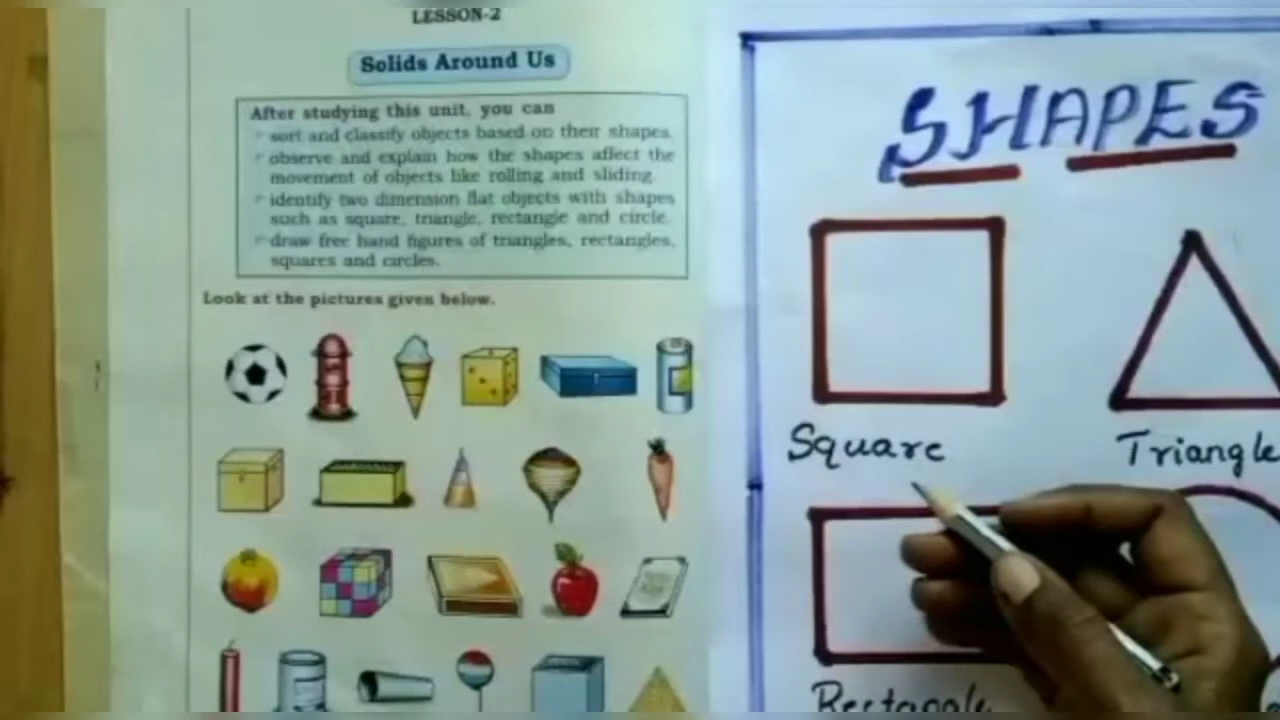 LESSON-2
Solids Around Us
After studying this unit, you can
sort and classify objects based on their shapes.
observe and explain how the shapes affect the
movement of objects like rolling and sliding.
identify two dimension flat objects with shapes
such as square, triangle, rectangle and circle.
draw free hand figures of triangles, rectangles,
squares and circles.
Look at the pictures given below.
SHAPES
Square
Triangle
Rectangle